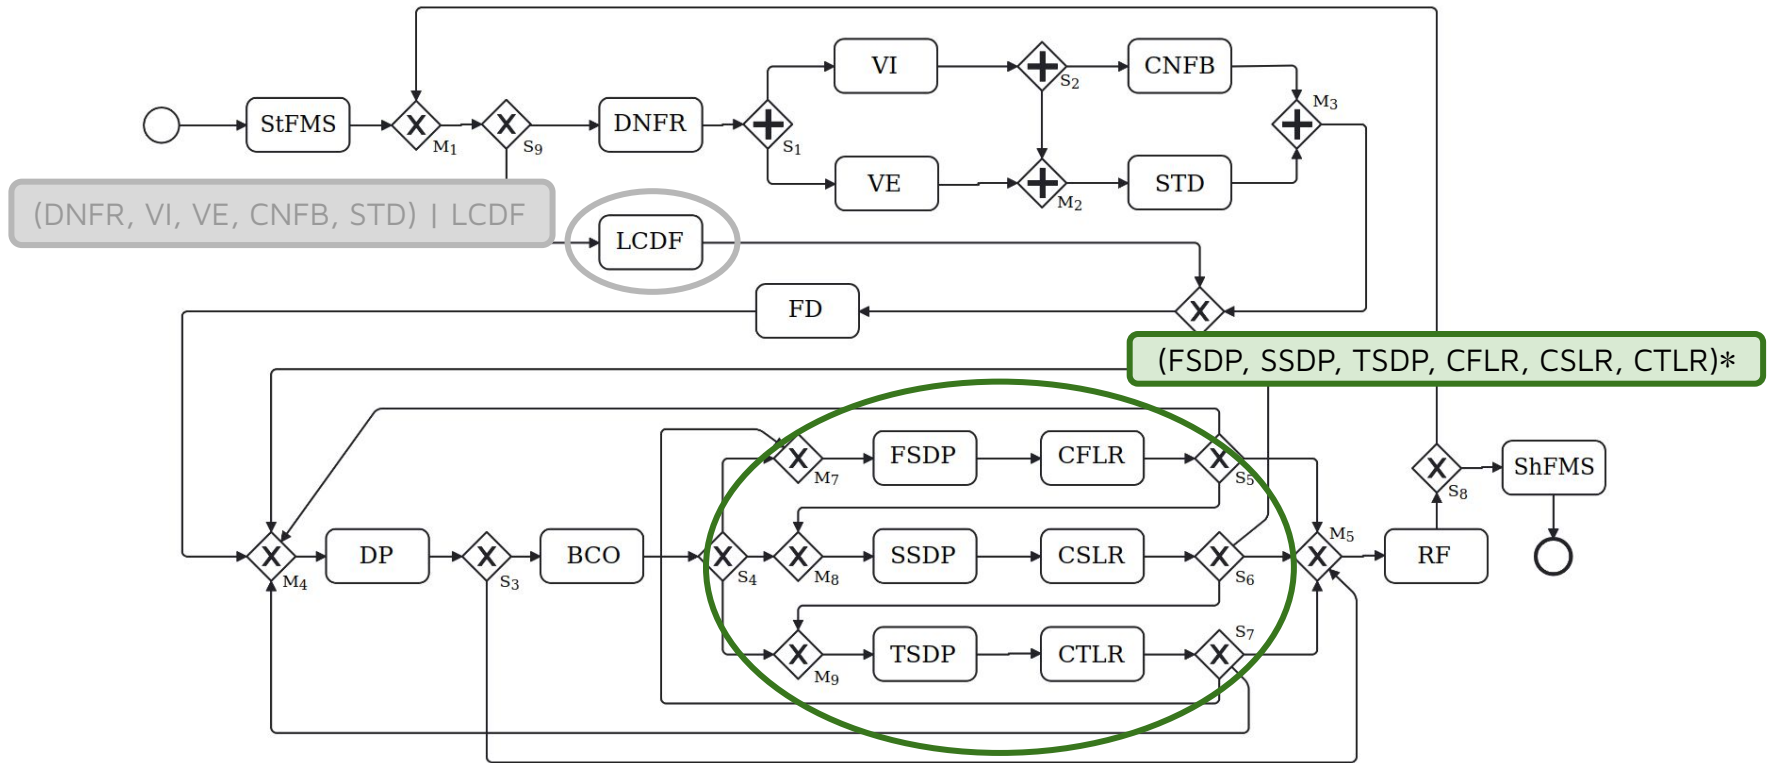 VI
CNFB
S2
M3
StFMS
M1
S9
DNFR
S1
VE
STD
M2
(DNFR, VI, VE, CNFB, STD) | LCDF
LCDF
FD
(FSDP, SSDP, TSDP, CFLR, CSLR, CTLR)*
FSDP
CFLR
M7
S5
S8
ShFMS
DP
M4
S3
BCO
S4
M8
SSDP
CSLR
S6
M5
RF
TSDP
CTLR
M9
S7